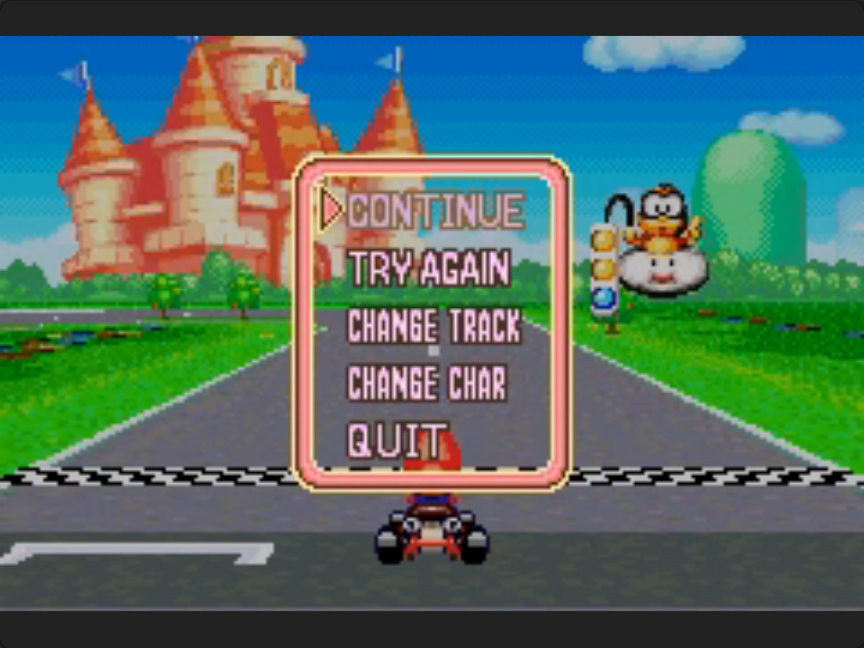 CONTINUE
TRY AGAIN
CHANGE TRACK
CHANGE CHAR
QUIT